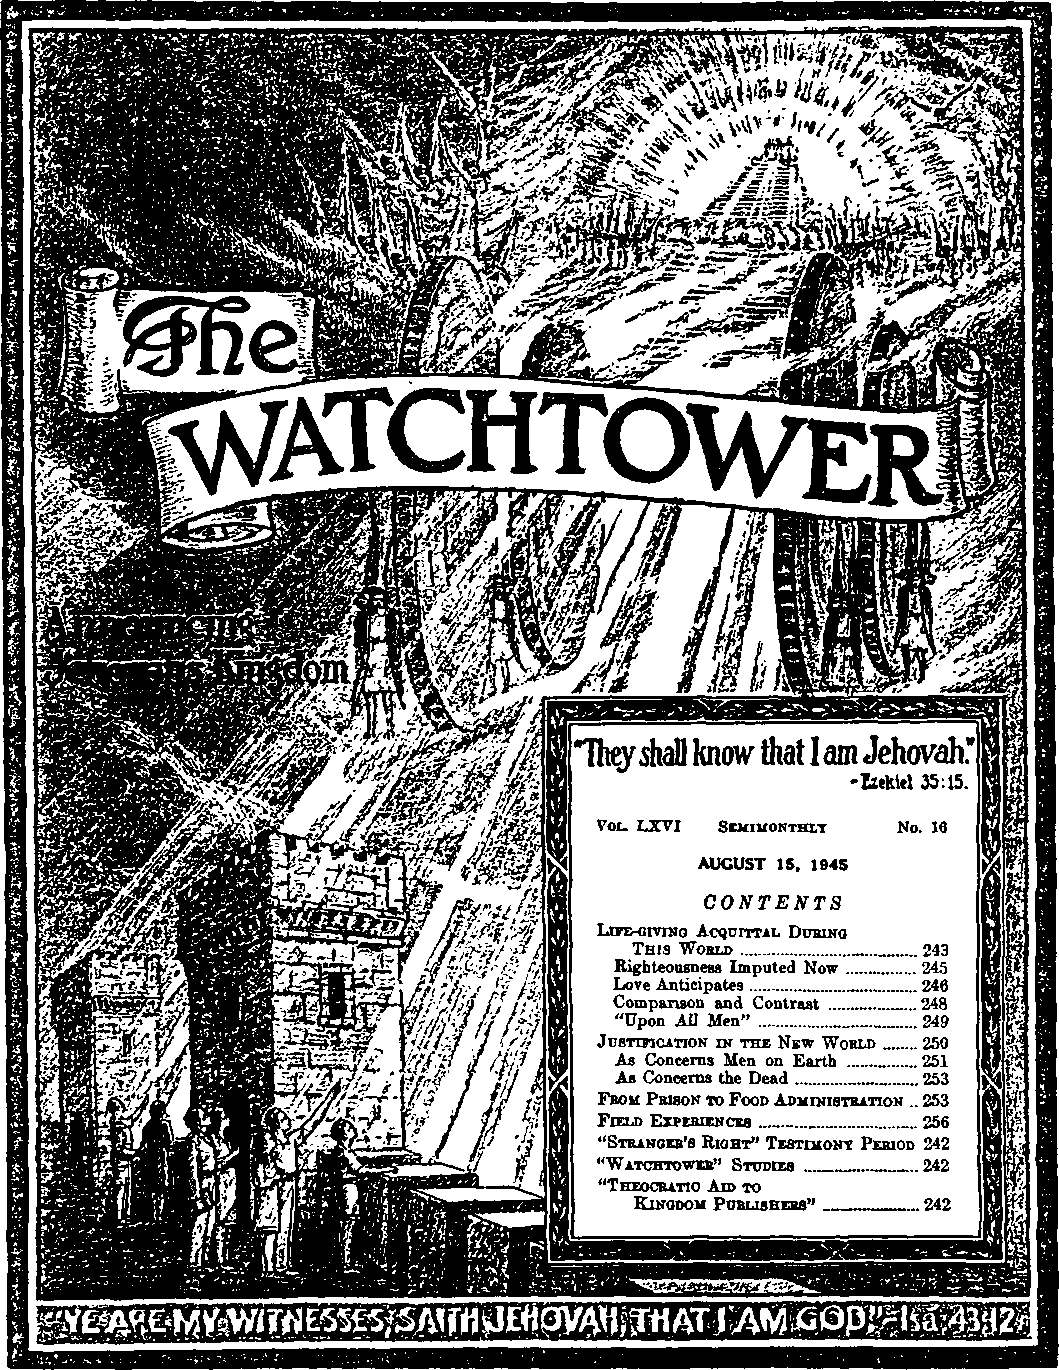 The
WATCHTOWER
Announcing
Jehovah's Kingdom
"They shall know that I am Jehovah."
-Ezekiel 35:15.
VOL. LXVI SEMIMONTHLY No. 16
AUGUST 15, 1945
CONTENTS
LIFE-GIVING ACQUITTAL DURING
THIS WORLD ........ 243
Righteousness Imputed Now ........ 245
Love Anticipates ........ 246
Comparison and Contrast ........ 248
"Upon All Men" ........ 249
JUSTIFICATION IN THE NEW WORLD ........ 250
As Concerns Men on Earth ........ 251
As Concerns the Dead ........ 253
FROM PRISON TO FOOD ADMINISTRATION .. 253
FIELD EXPERIENCES ........ 256
"STRANGER'S RIGHT" TESTIMONY PERIOD 242
"WATCHTOWER" STUDIES ........ 242
"THEOCRATIC AID TO
KINGDOM PUBLISHERS" ........ 242
"YE ARE MY WITNESSES, SAITH JEHOVAH, THAT I AM GOD."-Isa. 43:12